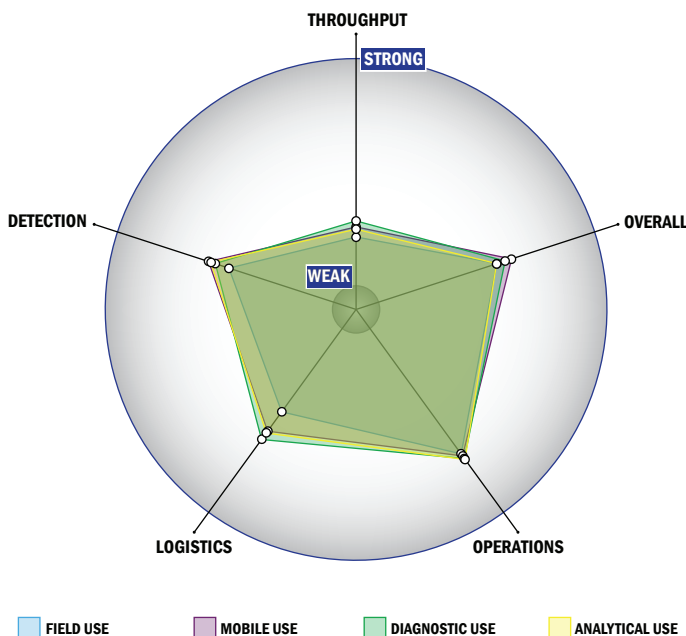 THROUGHPUT
STRONG
DETECTION
OVERALL
WEAK
LOGISTICS
OPERATIONS
FIELD USE
MOBILE USE
DIAGNOSTIC USE
ANALYTICAL USE